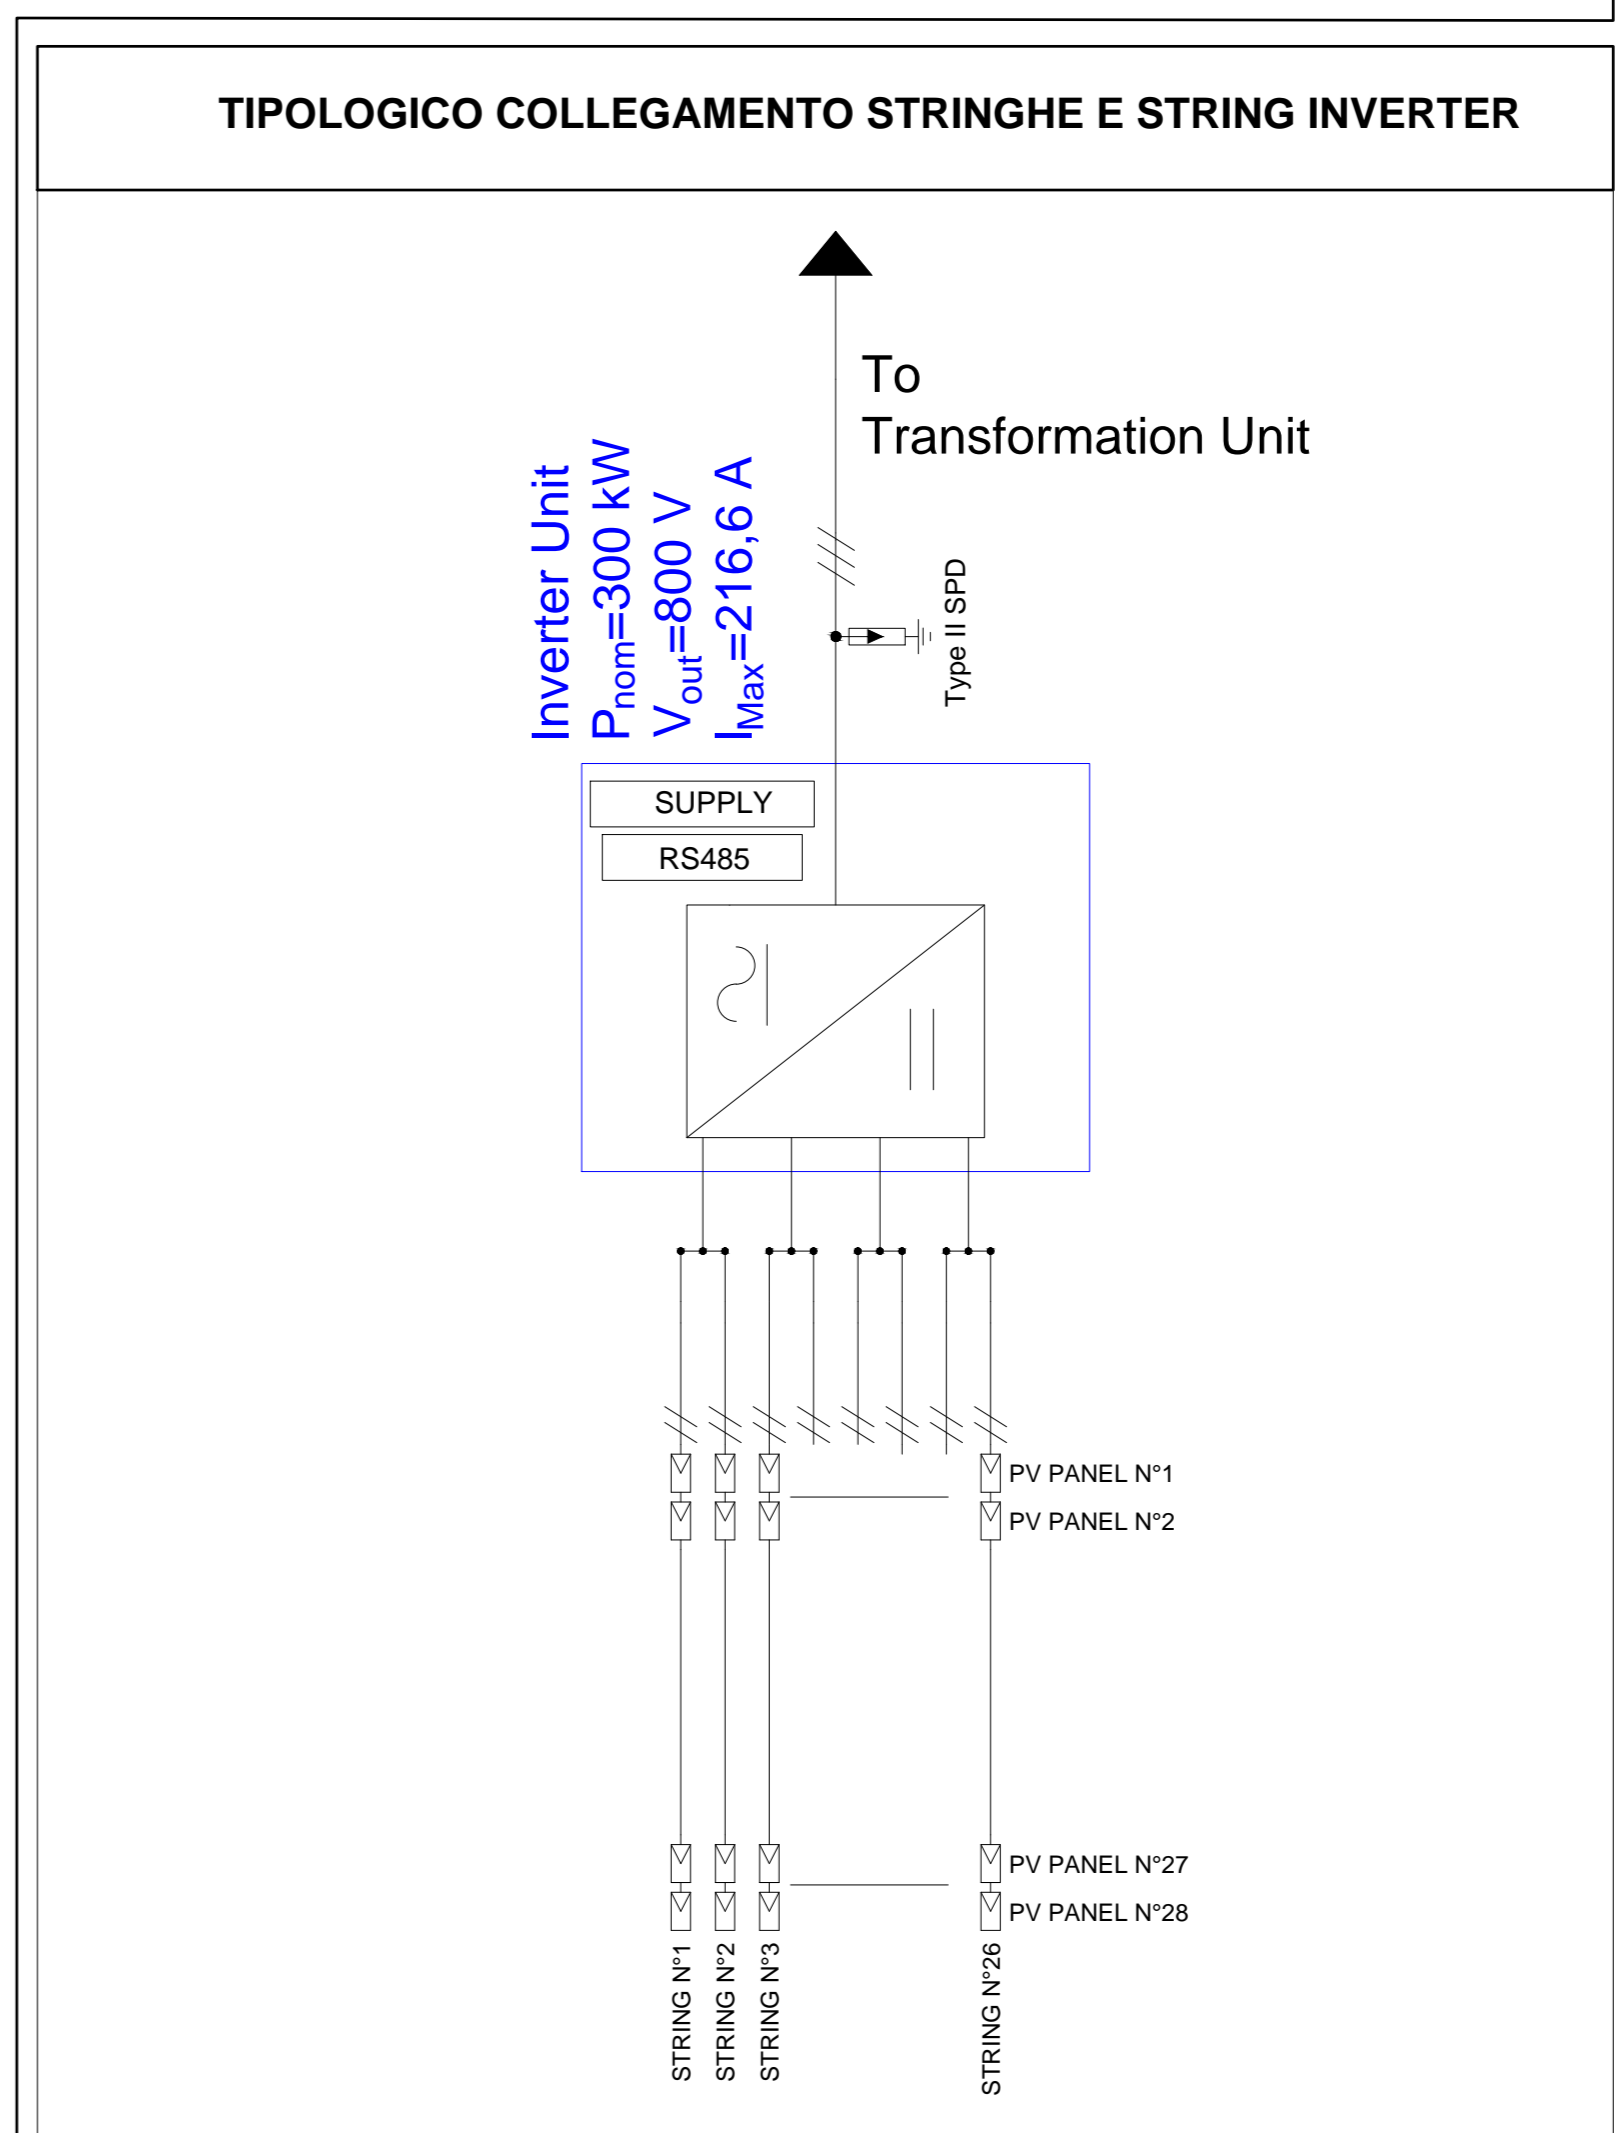 TIPOLOGICO COLLEGAMENTO STRINGHE E STRING INVERTER
To
Transformation Unit
Inverter Unit
Pnom=300 kW
Vout=800 V
IMax=216,6 A
Type II SPD
SUPPLY
RS485
PV PANEL N°1
PV PANEL N°2
PV PANEL N°27
PV PANEL N°28
STRING N°1
STRING N°2
STRING N°3
STRING N°26